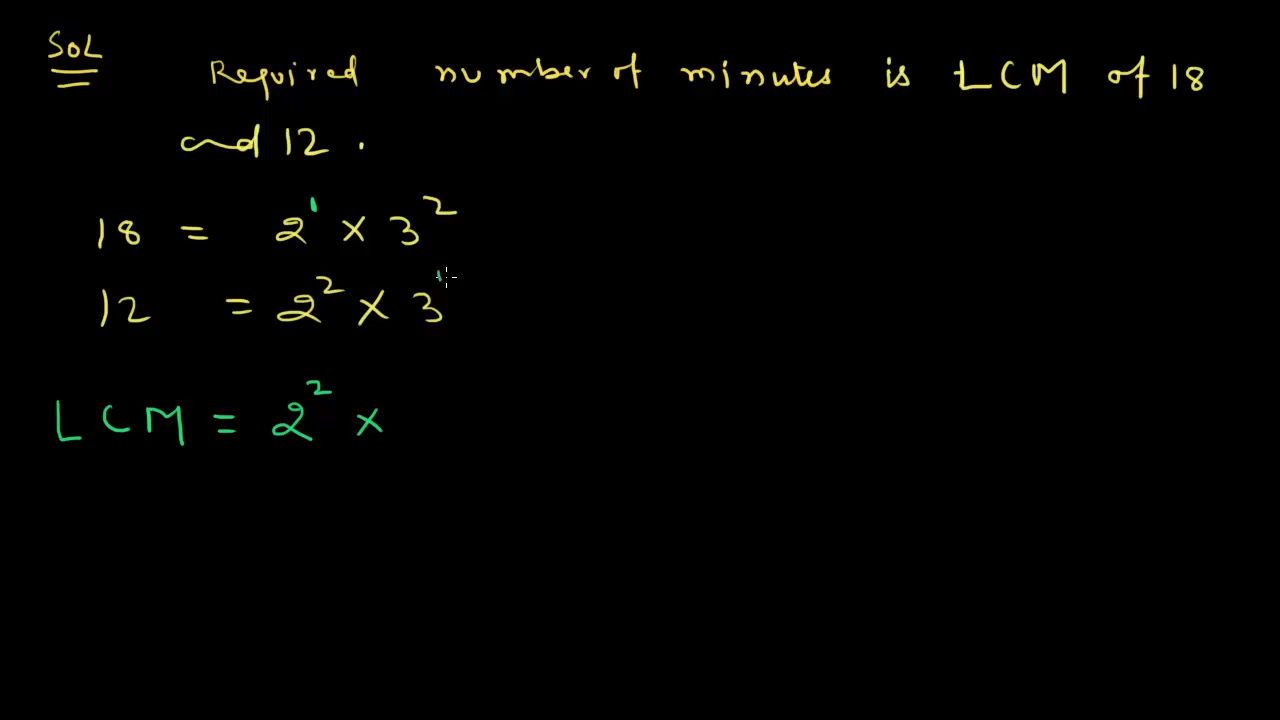 SOL
Required number of minutes is LCM of 18
and 12.
18 = 2¹ × 3²
12 = 2² × 3¹
LCM = 2² ×